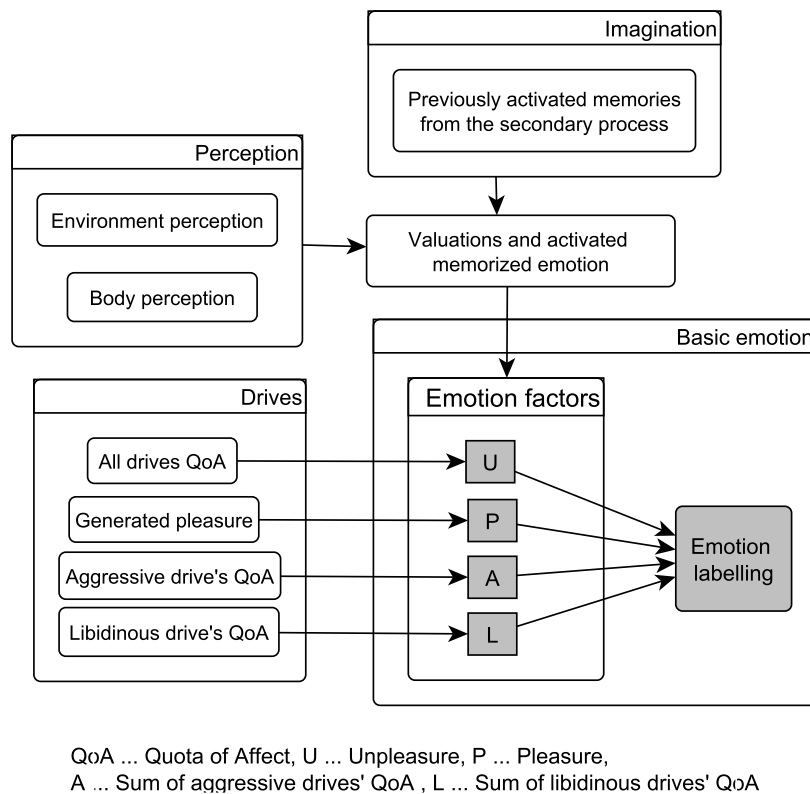 Imagination
Previously activated memories
from the secondary process
Perception
Environment perception
Body perception
Valuations and activated
memorized emotion
Basic emotion
Drives
Emotion factors
All drives QoA
U
Generated pleasure
P
Aggressive drive's QoA
A
Libidinous drive's QoA
L
Emotion
labelling
QoA ... Quota of Affect, U ... Unpleasure, P ... Pleasure,
A ... Sum of aggressive drives' QoA , L ... Sum of libidinous drives' QoA